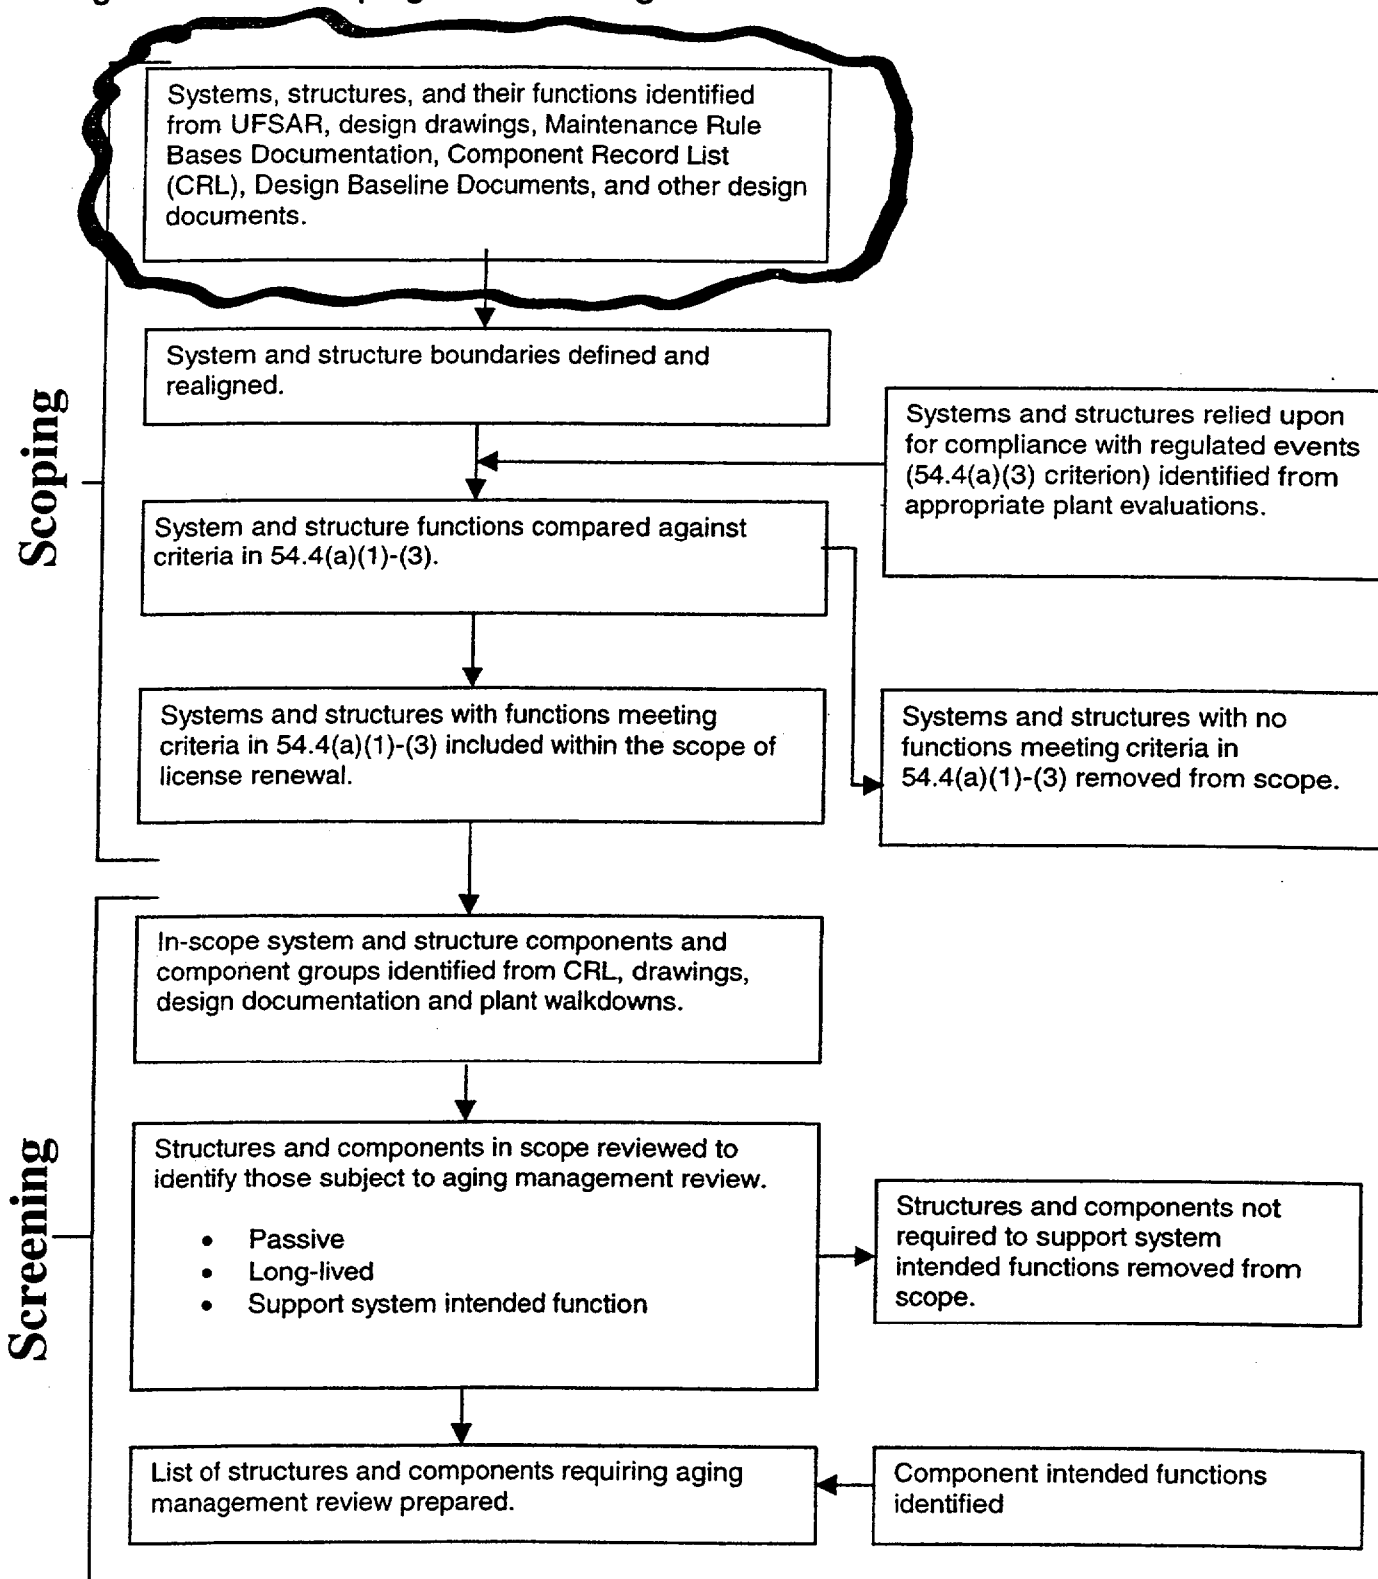 Systems, structures, and their functions identified
from UFSAR, design drawings, Maintenance Rule
Bases Documentation, Component Record List
(CRL), Design Baseline Documents, and other design
documents.
System and structure boundaries defined and
realigned.
Systems and structures relied upon
for compliance with regulated events
(54.4(a)(3) criterion) identified from
appropriate plant evaluations.
Scoping
System and structure functions compared against
criteria in 54.4(a)(1)-(3).
Systems and structures with functions meeting
criteria in 54.4(a)(1)-(3) included within the scope of
license renewal.
Systems and structures with no
functions meeting criteria in
54.4(a)(1)-(3) removed from scope.
In-scope system and structure components and
component groups identified from CRL, drawings,
design documentation and plant walkdowns.
Screening
Structures and components in scope reviewed to
identify those subject to aging management review.
• Passive
• Long-lived
• Support system intended function
Structures and components not
required to support system
intended functions removed from
scope.
List of structures and components requiring aging
management review prepared.
Component intended functions
identified